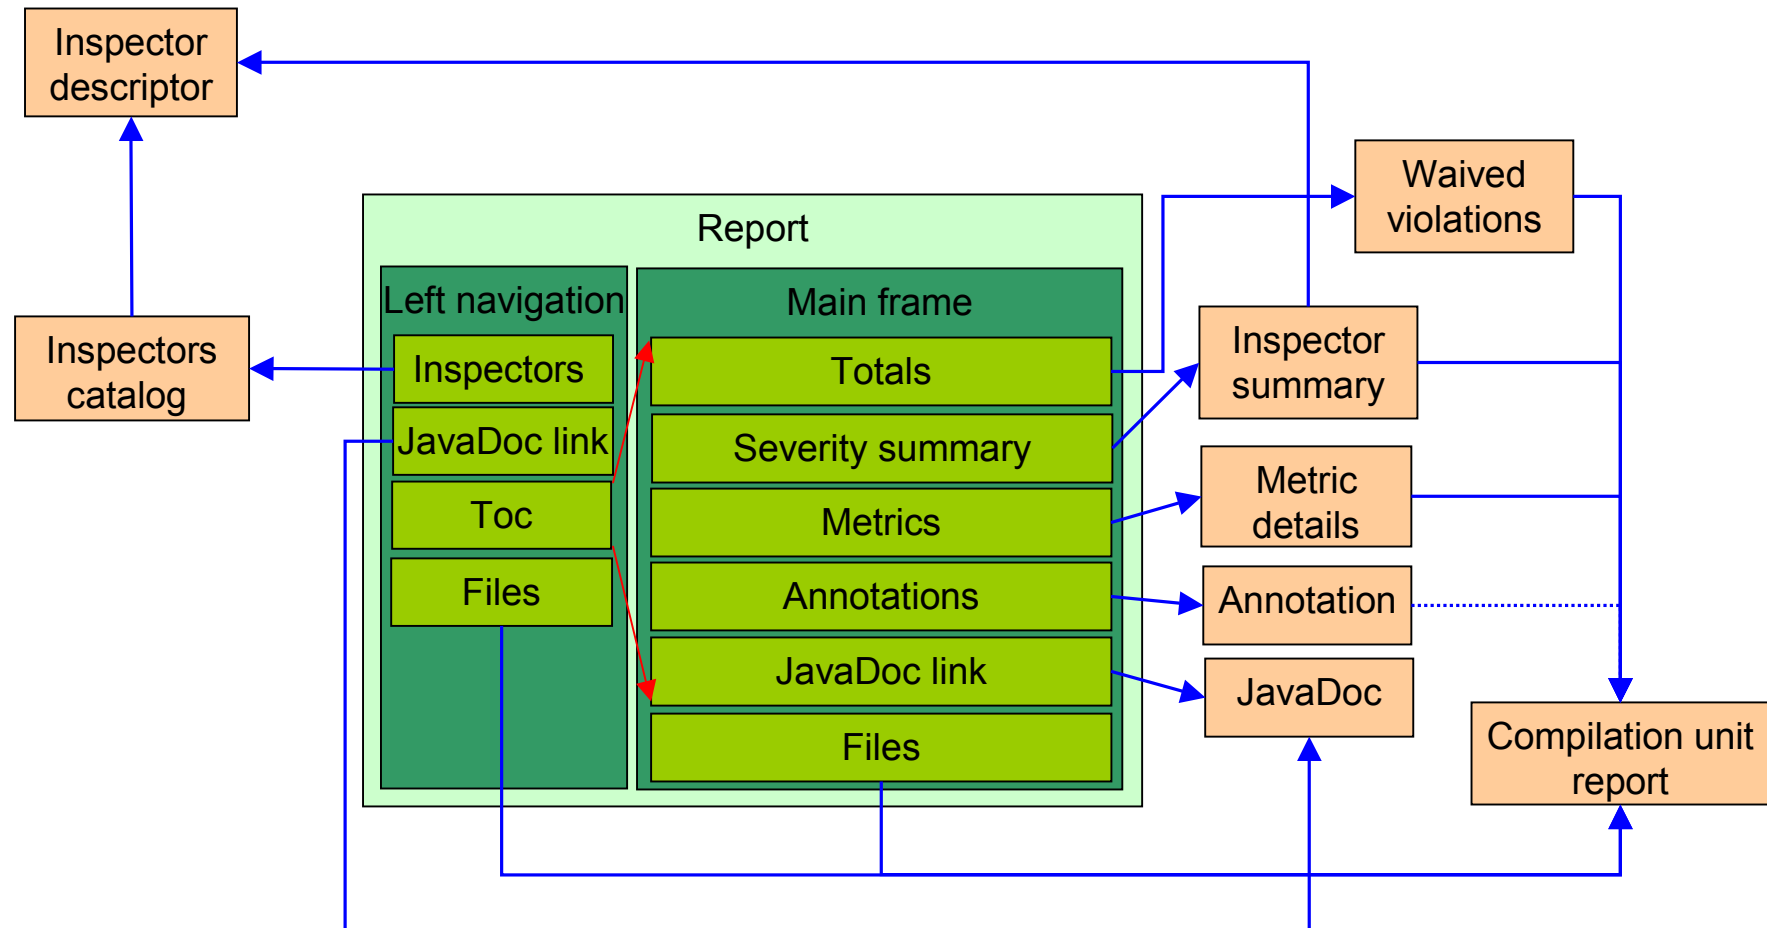 Inspector
descriptor
Waived
violations
Report
Left navigation
Main frame
Inspectors
catalog
Inspectors
JavaDoc link
Toc
Files
Totals
Severity summary
Metrics
Annotations
JavaDoc link
Files
Inspector
summary
Metric
details
Annotation
JavaDoc
Compilation unit
report